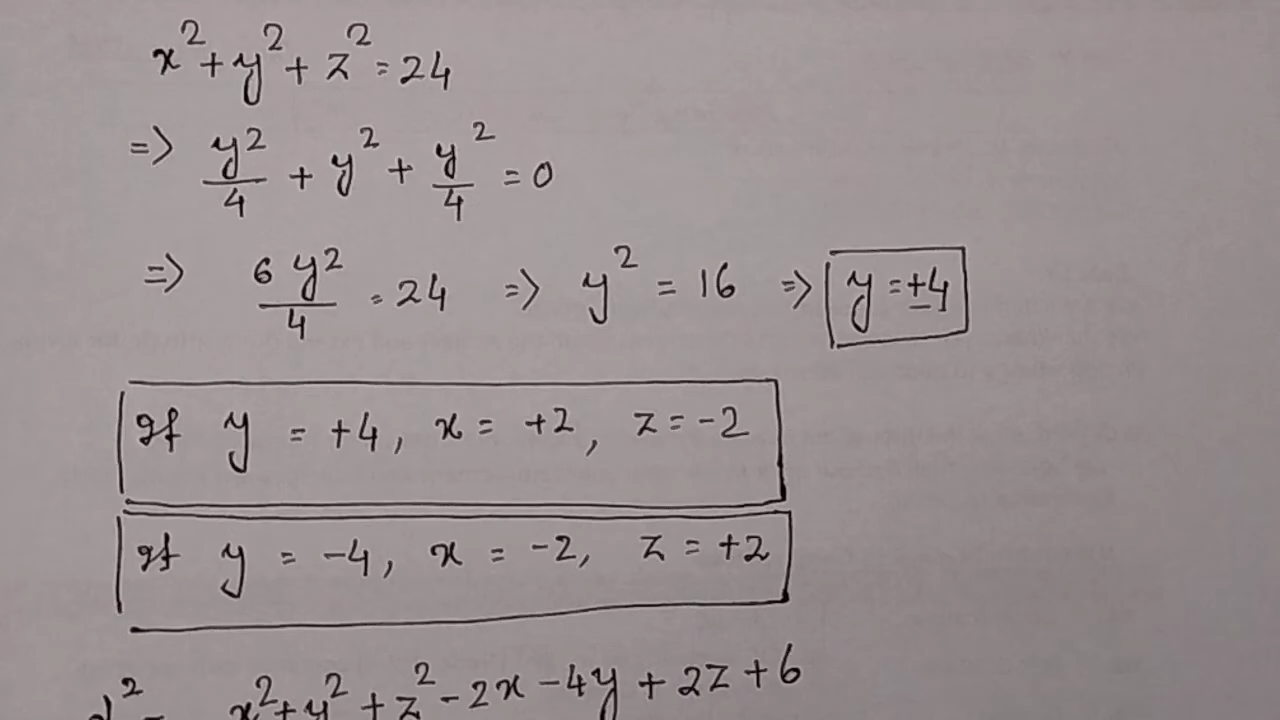 x² + y² + z² = 24
=> y²/4 + y² + y²/4 = 0
=> 6y²/4 = 24 => y² = 16 => y = ±4
If y = +4, x = +2, z = -2
If y = -4, x = -2, z = +2
d² = x² + y² + z² - 2x - 4y + 2z + 6